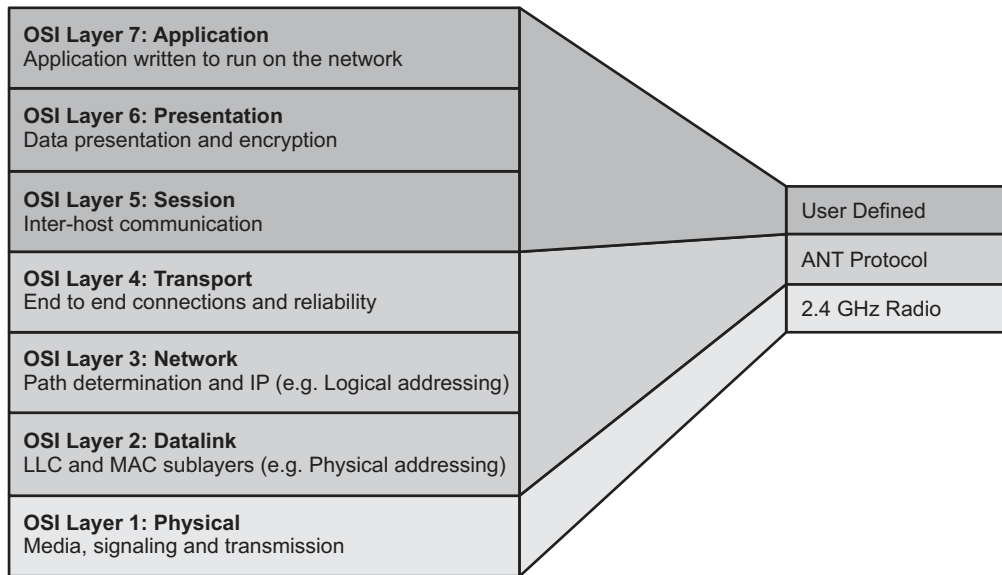 OSI Layer 7: Application
Application written to run on the network
OSI Layer 6: Presentation
Data presentation and encryption
OSI Layer 5: Session
Inter-host communication
OSI Layer 4: Transport
End to end connections and reliability
OSI Layer 3: Network
Path determination and IP (e.g. Logical addressing)
OSI Layer 2: Datalink
LLC and MAC sublayers (e.g. Physical addressing)
OSI Layer 1: Physical
Media, signaling and transmission
User Defined
ANT Protocol
2.4 GHz Radio